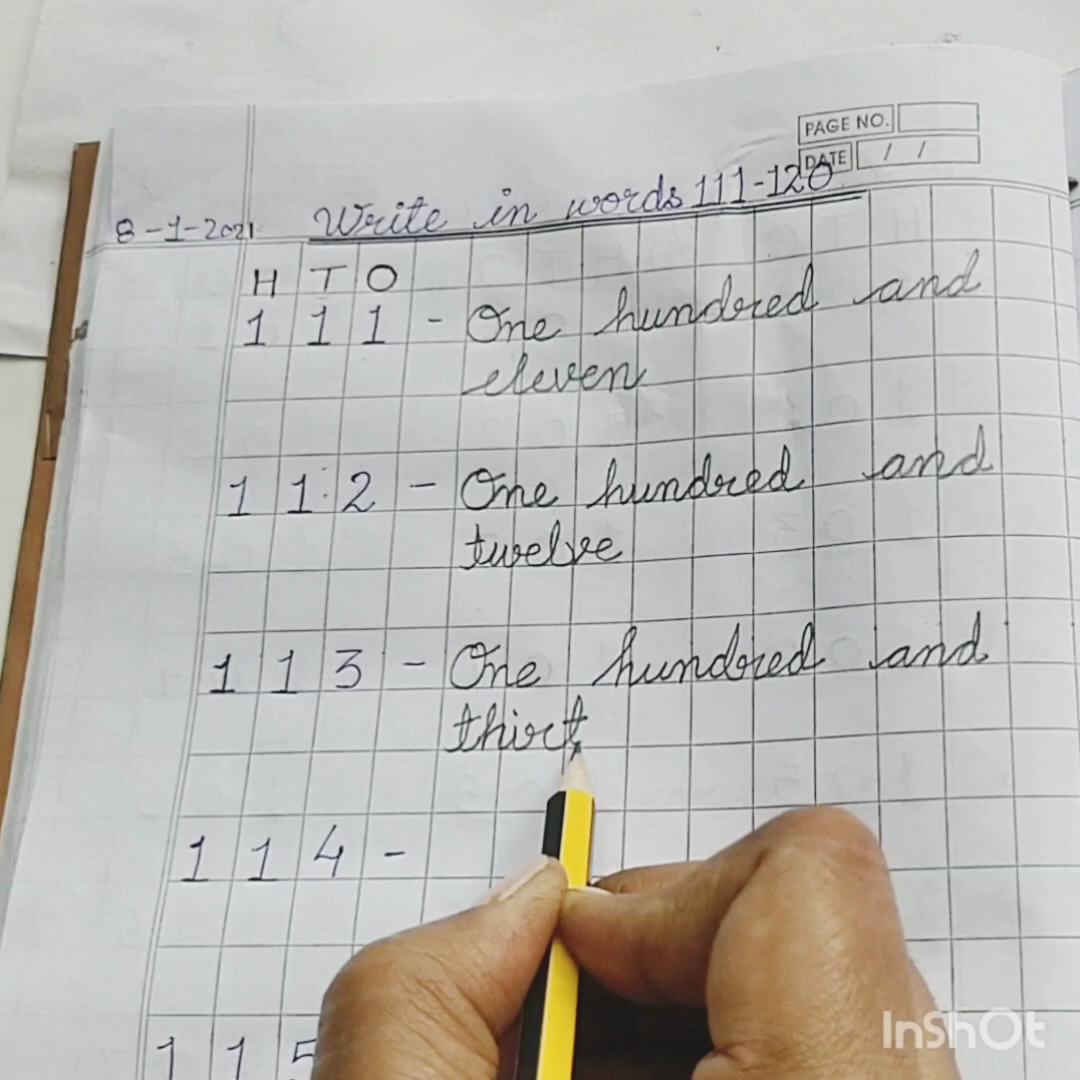 PAGE NO.
DATE / /
8-1-2021 Write in words 111-120
H T O
1 1 1 - One hundred and
eleven
1 1 2 - One hundred and
twelve
1 1 3 - One hundred and
thirt
1 1 4 -
1 1 5
InShOt